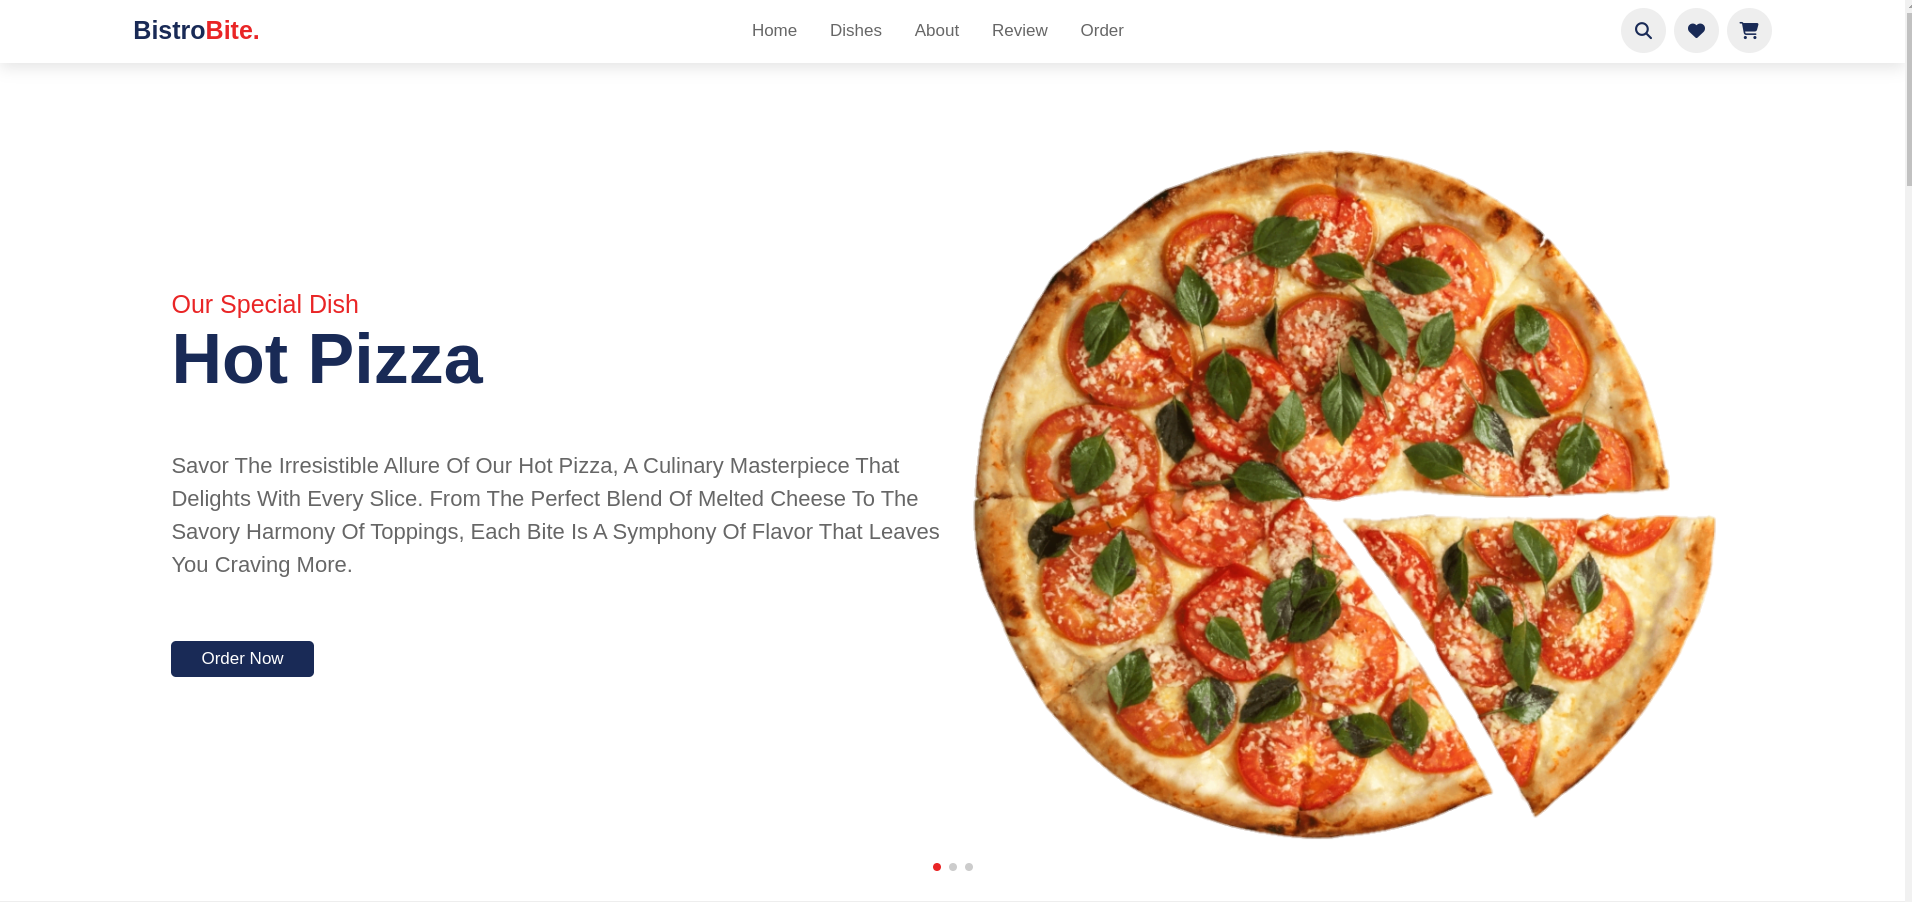 BistroBite.
Home
Dishes
About
Review
Order
Our Special Dish
Hot Pizza
Savor The Irresistible Allure Of Our Hot Pizza, A Culinary Masterpiece That
Delights With Every Slice. From The Perfect Blend Of Melted Cheese To The
Savory Harmony Of Toppings, Each Bite Is A Symphony Of Flavor That Leaves
You Craving More.
Order Now